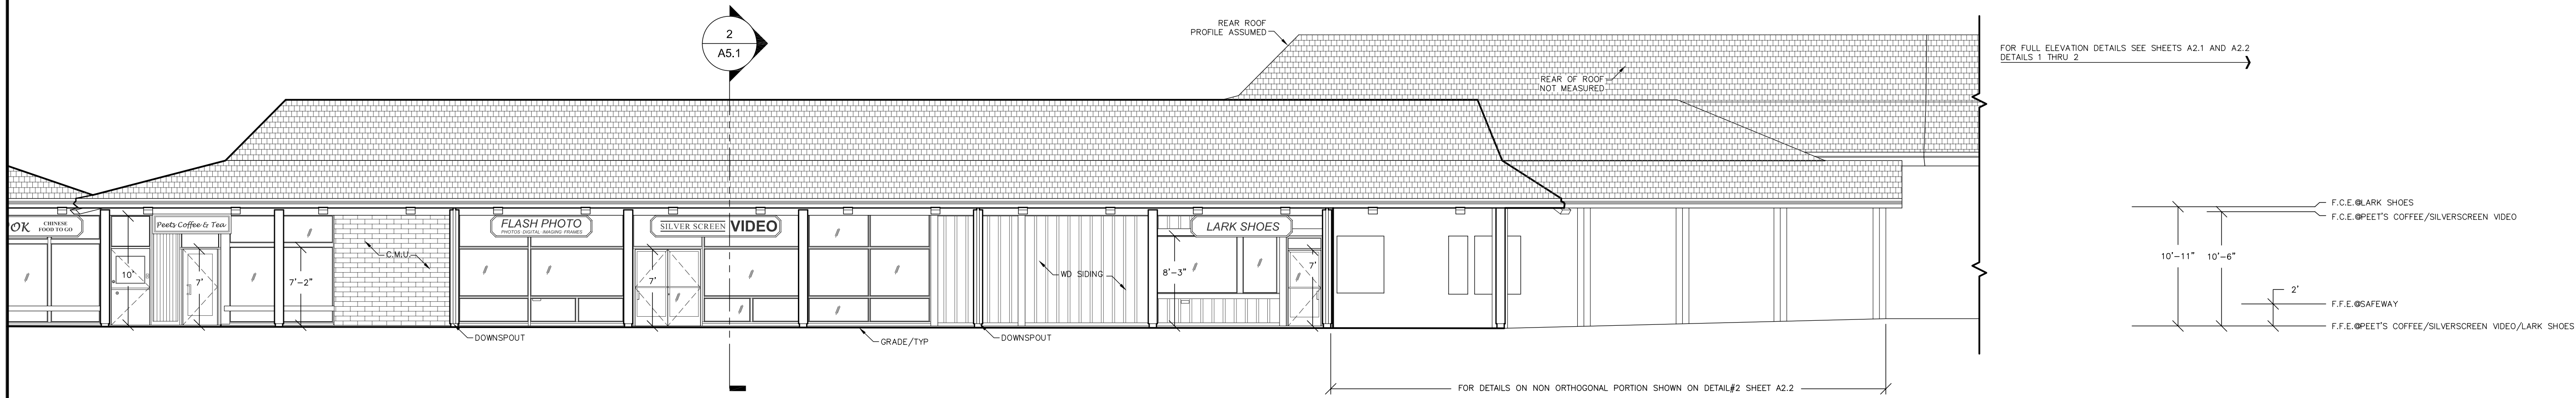 2
A5.1
REAR ROOF
PROFILE ASSUMED
REAR OF ROOF
NOT MEASURED
FOR FULL ELEVATION DETAILS SEE SHEETS A2.1 AND A2.2
DETAILS 1 THRU 2
OK
CHINESE
FOOD TO GO
Peets Coffee & Tea
FLASH PHOTO
PHOTOS DIGITAL IMAGING FRAMES
SILVER SCREEN VIDEO
LARK SHOES
10'
7'
7'-2"
C.M.U.
7'
WD SIDING
8'-3"
7'
DOWNSPOUT
GRADE/TYP
DOWNSPOUT
FOR DETAILS ON NON ORTHOGONAL PORTION SHOWN ON DETAIL#2 SHEET A2.2
F.C.E.@LARK SHOES
F.C.E.@PEET'S COFFEE/SILVERSCREEN VIDEO
10'-11"
10'-6"
2'
F.F.E.@SAFEWAY
F.F.E.@PEET'S COFFEE/SILVERSCREEN VIDEO/LARK SHOES